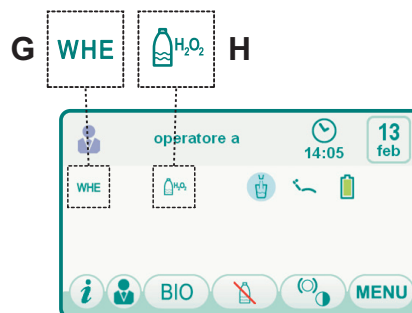 G WHE H₂O₂ H
operatore a
14:05
13
feb
WHE H₂O₂
i BIO MENU